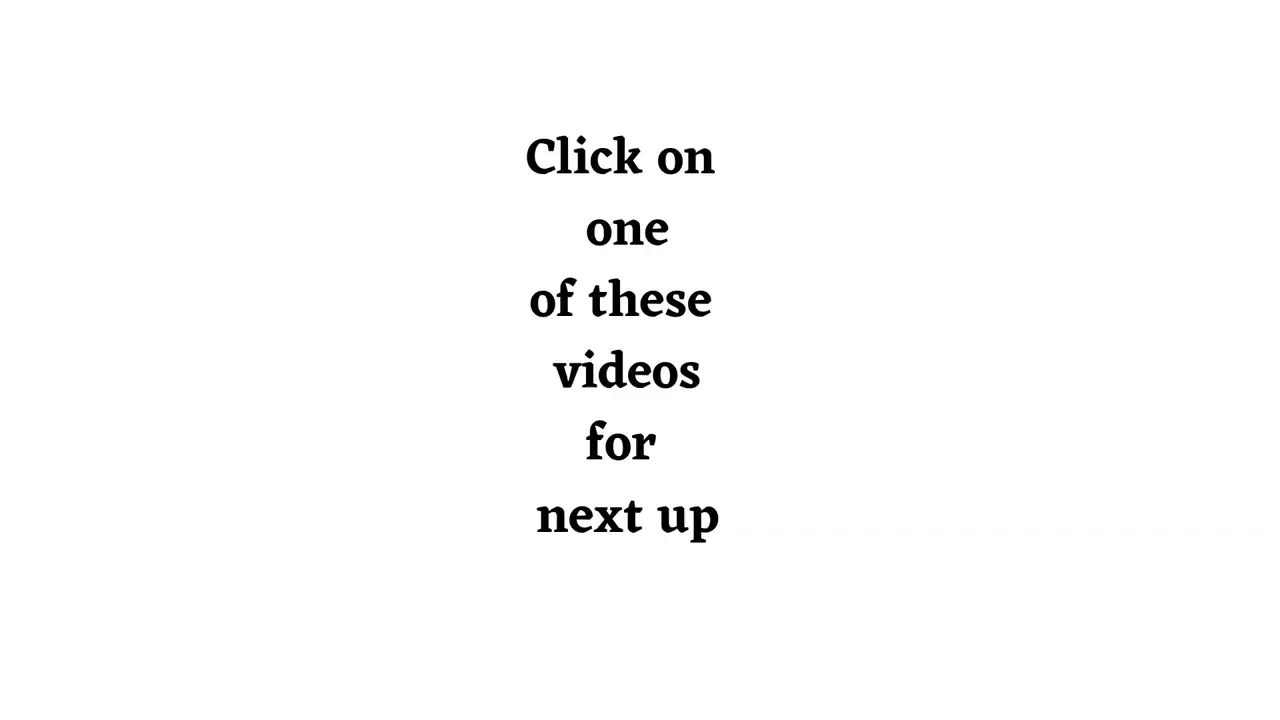 Click on
one
of these
videos
for
next up